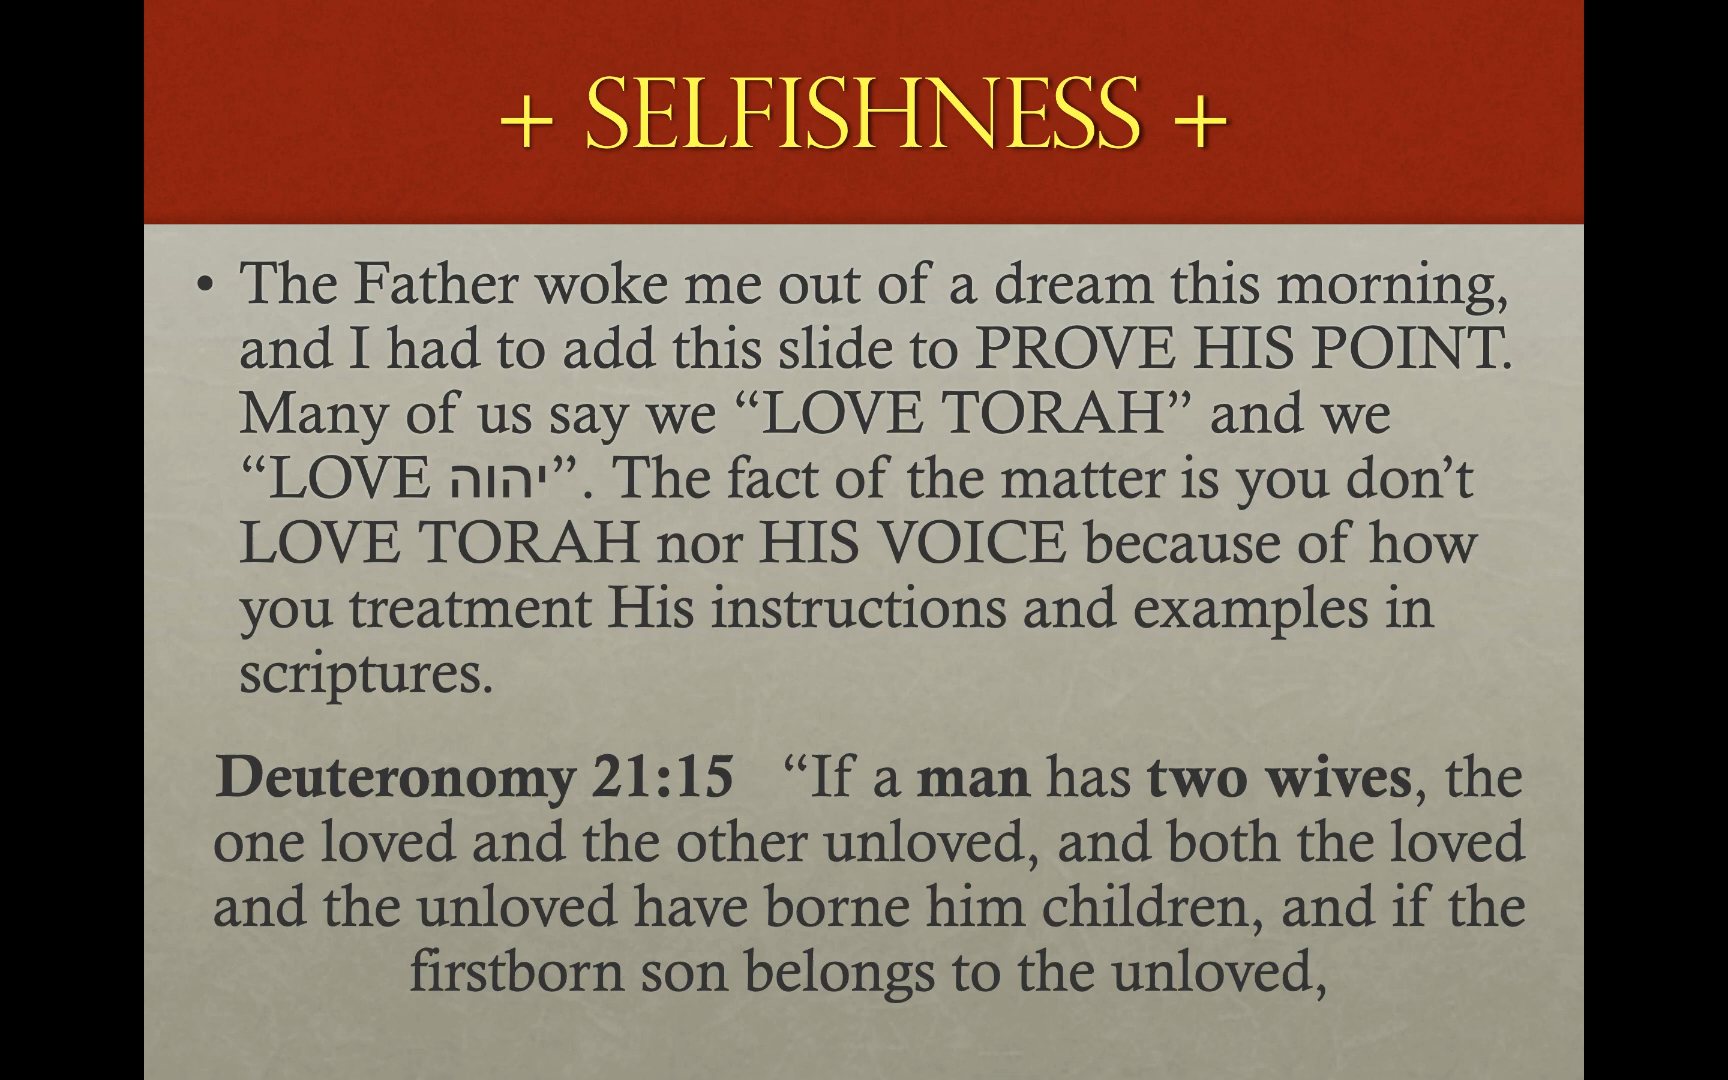 + SELFISHNESS +
• The Father woke me out of a dream this morning,
and I had to add this slide to PROVE HIS POINT.
Many of us say we “LOVE TORAH” and we
“LOVE יהוה”. The fact of the matter is you don’t
LOVE TORAH nor HIS VOICE because of how
you treatment His instructions and examples in
scriptures.
Deuteronomy 21:15 “If a man has two wives, the
one loved and the other unloved, and both the loved
and the unloved have borne him children, and if the
firstborn son belongs to the unloved,